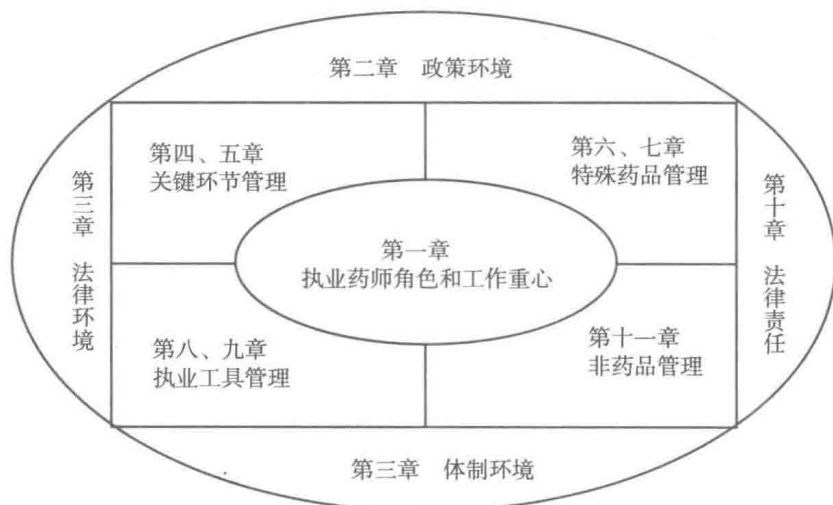 第二章 政策环境
第四、五章
关键环节管理
第六、七章
特殊药品管理
第三章 法律环境
第一章
执业药师角色和工作重心
第十章 法律责任
第八、九章
执业工具管理
第十一章
非药品管理
第三章 体制环境